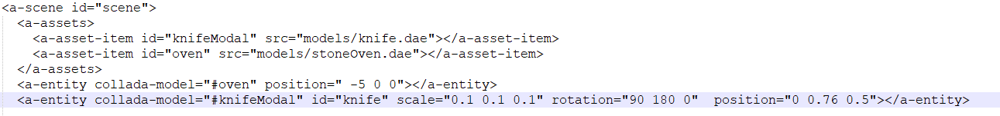 <a-scene id="scene">
<a-assets>
<a-asset-item id="knifeModal" src="models/knife.dae"></a-asset-item>
<a-asset-item id="oven" src="models/stoneOven.dae"></a-asset-item>
</a-assets>
<a-entity collada-model="#oven" position=" -5 0 0"></a-entity>
<a-entity collada-model="#knifeModal" id="knife" scale="0.1 0.1 0.1" rotation="90 180 0"  position="0 0.76 0.5"></a-entity>